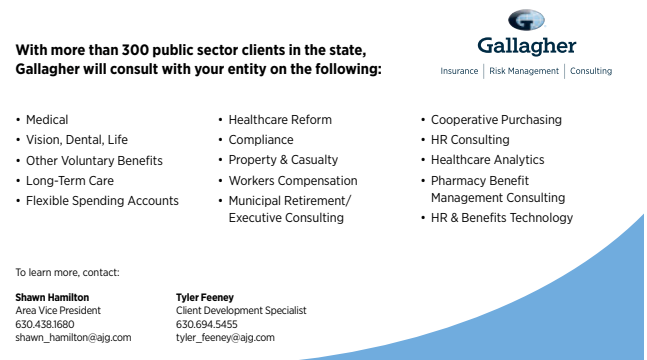 Gallagher
Insurance | Risk Management | Consulting
With more than 300 public sector clients in the state,
Gallagher will consult with your entity on the following:
• Medical
• Vision, Dental, Life
• Other Voluntary Benefits
• Long-Term Care
• Flexible Spending Accounts
• Healthcare Reform
• Compliance
• Property & Casualty
• Workers Compensation
• Municipal Retirement/
Executive Consulting
• Cooperative Purchasing
• HR Consulting
• Healthcare Analytics
• Pharmacy Benefit
Management Consulting
• HR & Benefits Technology
To learn more, contact:
Shawn Hamilton
Area Vice President
630.438.1680
shawn_hamilton@ajg.com
Tyler Feeney
Client Development Specialist
630.694.5455
tyler_feeney@ajg.com